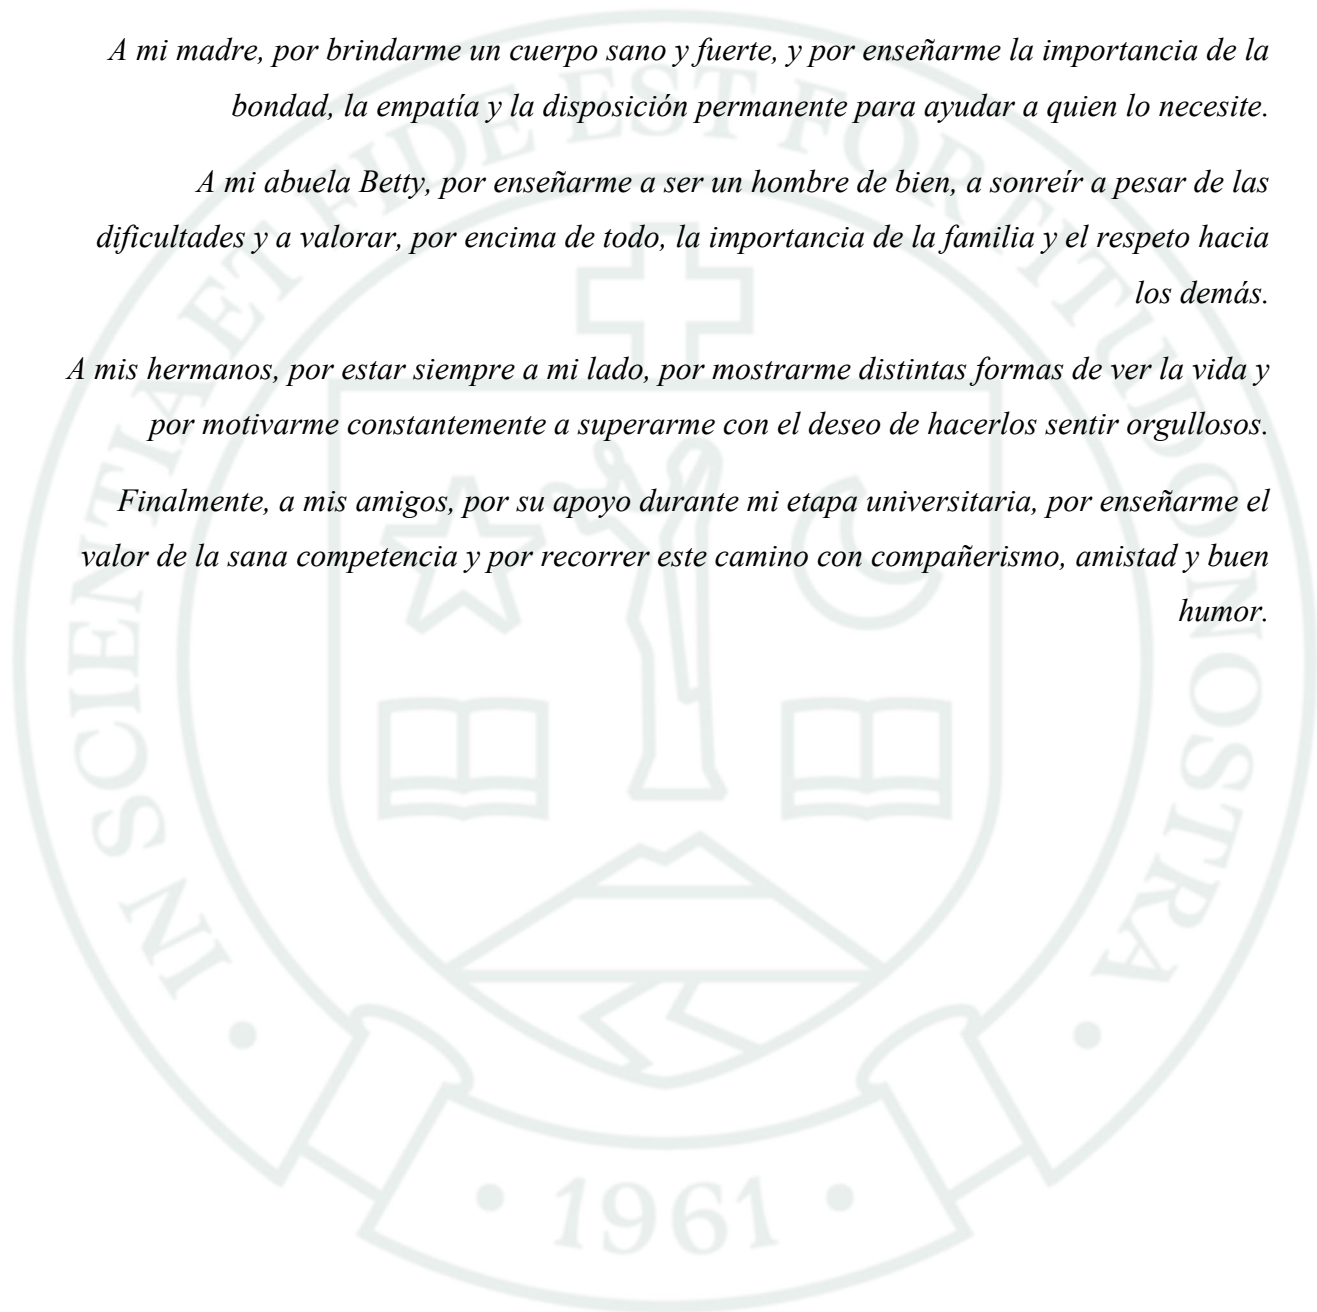 A mi madre, por brindarme un cuerpo sano y fuerte, y por enseñarme la importancia de la
bondad, la empatía y la disposición permanente para ayudar a quien lo necesite.
A mi abuela Betty, por enseñarme a ser un hombre de bien, a sonreír a pesar de las
dificultades y a valorar, por encima de todo, la importancia de la familia y el respeto hacia
los demás.
A mis hermanos, por estar siempre a mi lado, por mostrarme distintas formas de ver la vida y
por motivarme constantemente a superarme con el deseo de hacerlos sentir orgullosos.
Finalmente, a mis amigos, por su apoyo durante mi etapa universitaria, por enseñarme el
valor de la sana competencia y por recorrer este camino con compañerismo, amistad y buen
humor.
IN SCIENTIA ET FIDE EST FORTITUDO NOSTRA
• 1961 •